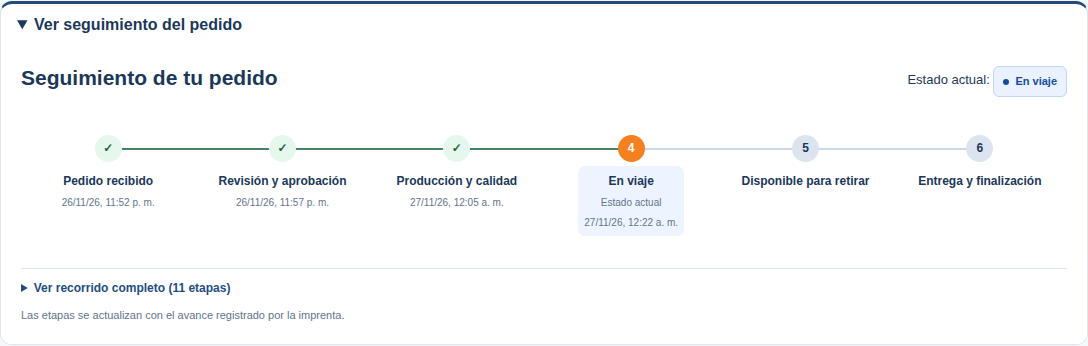 Ver seguimiento del pedido
Seguimiento de tu pedido
Estado actual: En viaje
✓ ✓ ✓ 4 5 6
Pedido recibido
26/11/26, 11:52 p. m.
Revisión y aprobación
26/11/26, 11:57 p. m.
Producción y calidad
27/11/26, 12:05 a. m.
En viaje
Estado actual
27/11/26, 12:22 a. m.
Disponible para retirar
Entrega y finalización
Ver recorrido completo (11 etapas)
Las etapas se actualizan con el avance registrado por la imprenta.